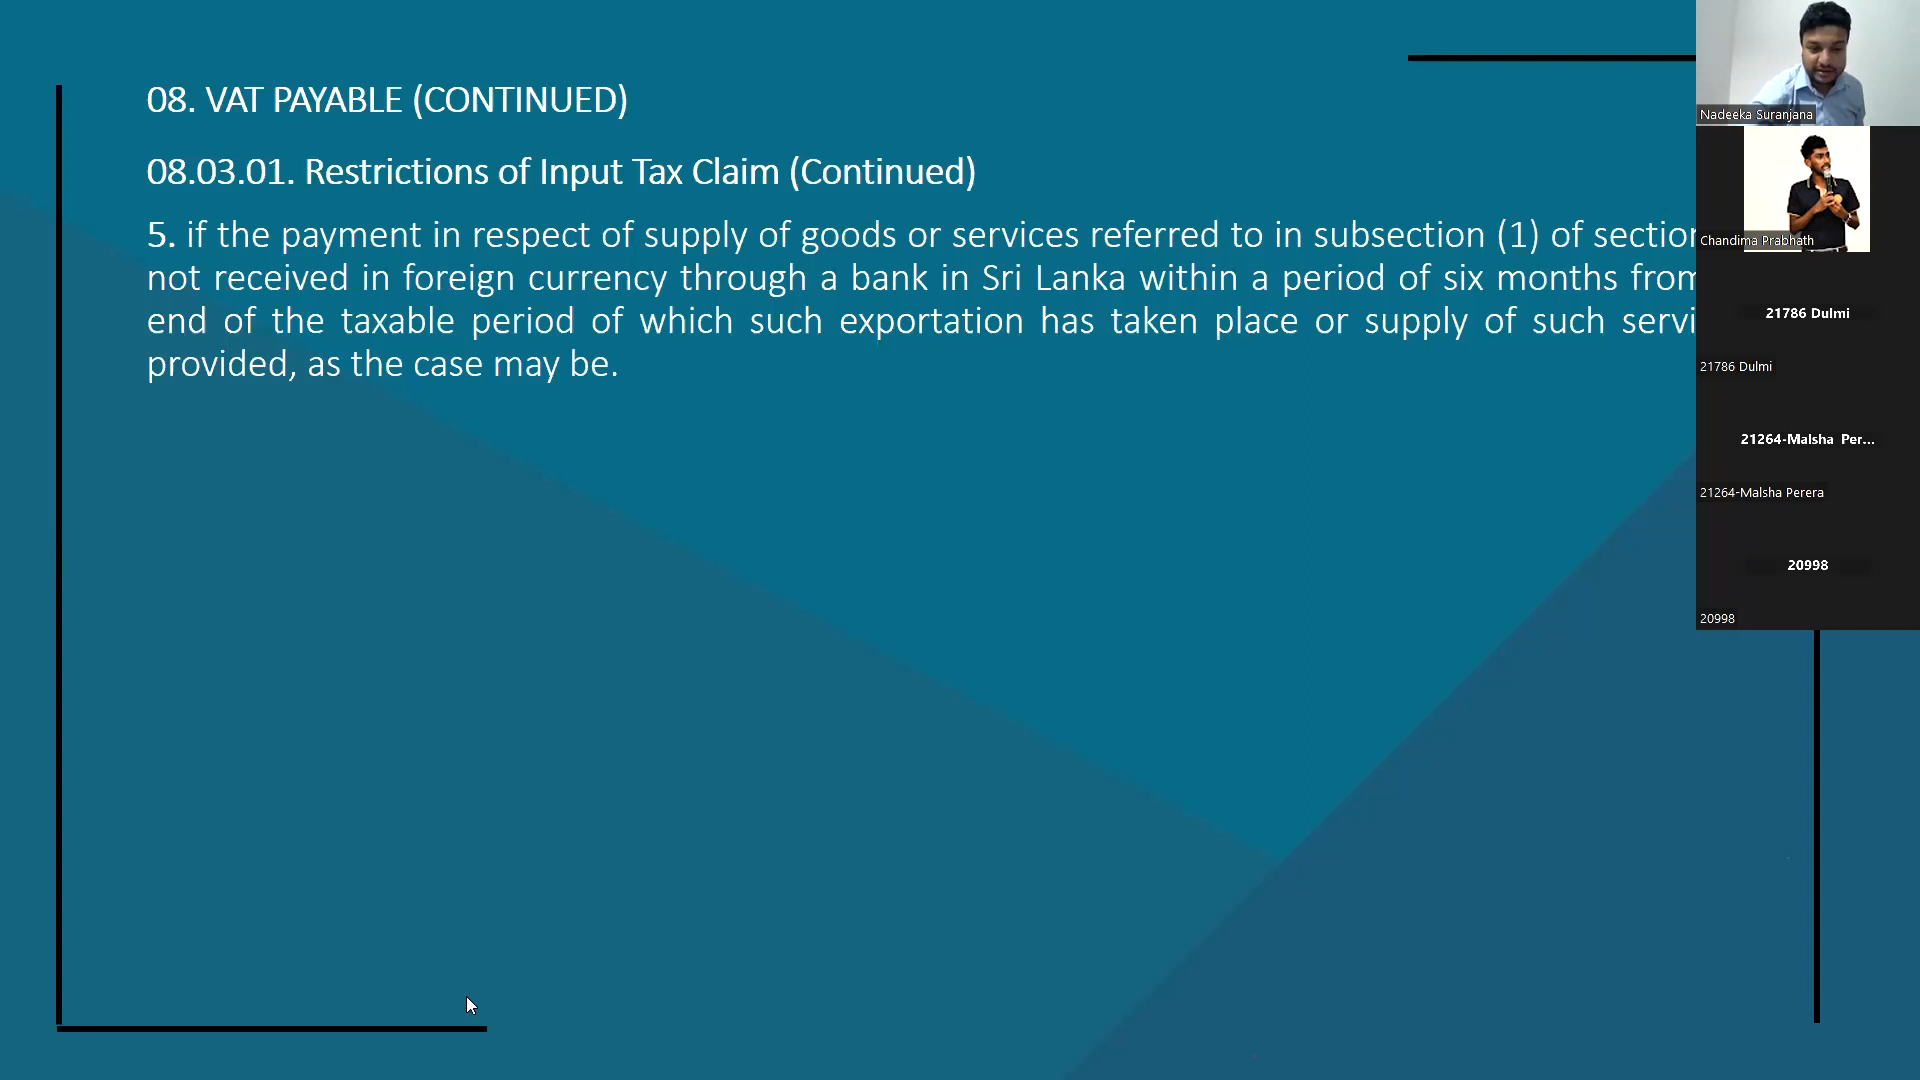 08. VAT PAYABLE (CONTINUED)
08.03.01. Restrictions of Input Tax Claim (Continued)
5. if the payment in respect of supply of goods or services referred to in subsection (1) of section
not received in foreign currency through a bank in Sri Lanka within a period of six months from
end of the taxable period of which such exportation has taken place or supply of such servi
provided, as the case may be.
Nadeeka Suranjana
Chandima Prabhath
21786 Dulmi
21786 Dulmi
21264-Malsha Per...
21264-Malsha Perera
20998
20998